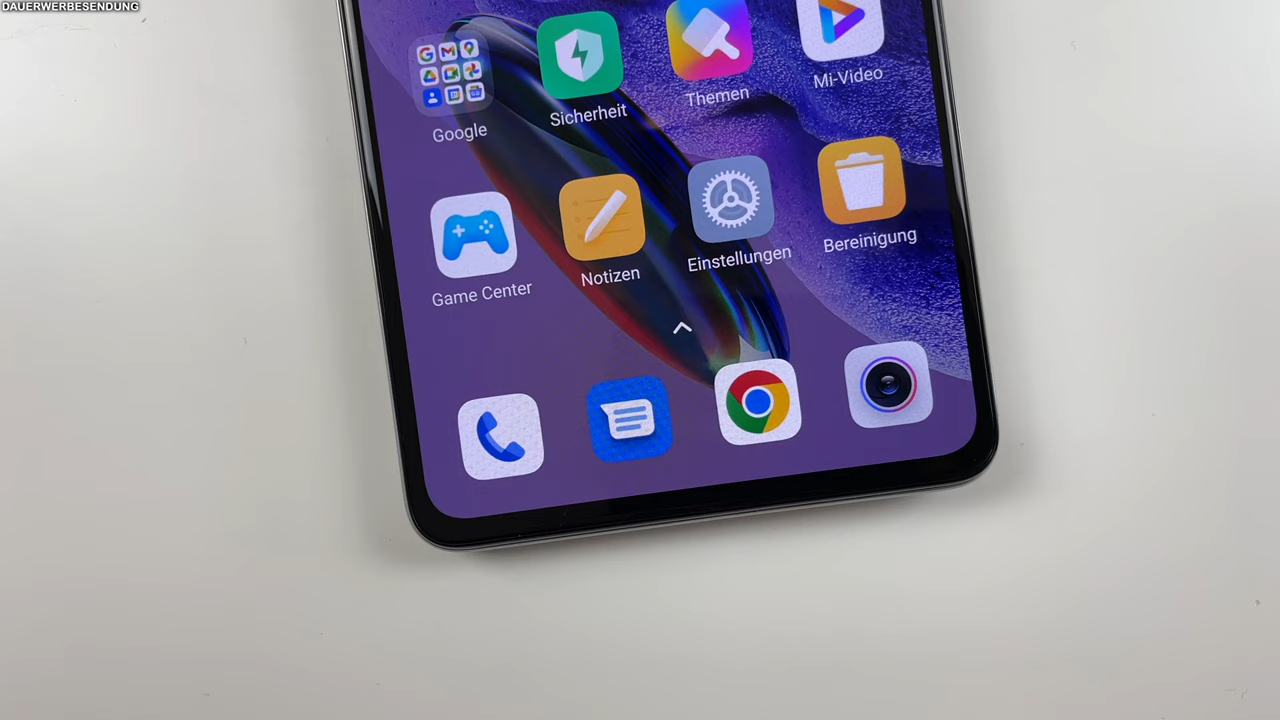 DAUERWERBESENDUNG
Google
Sicherheit
Themen
Mi-Video
Game Center
Notizen
Einstellungen
Bereinigung